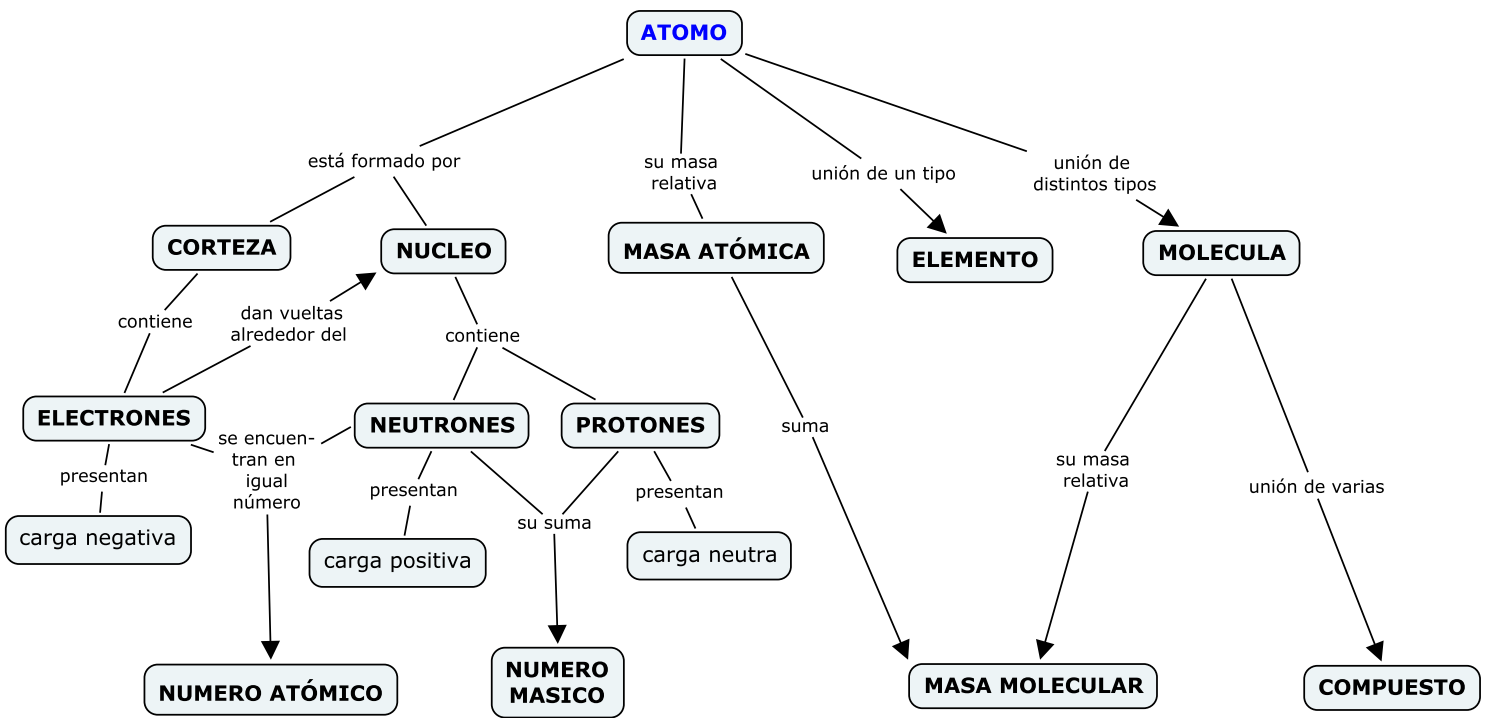 ATOMO
está formado por
su masa
relativa
unión de un tipo
unión de
distintos tipos
CORTEZA
NUCLEO
MASA ATÓMICA
ELEMENTO
MOLECULA
contiene
dan vueltas
alrededor del
contiene
ELECTRONES
NEUTRONES
PROTONES
suma
se encuen-
tran en
igual
número
presentan
presentan
presentan
su suma
su masa
relativa
unión de varias
carga negativa
carga positiva
carga neutra
NUMERO ATÓMICO
NUMERO
MASICO
MASA MOLECULAR
COMPUESTO